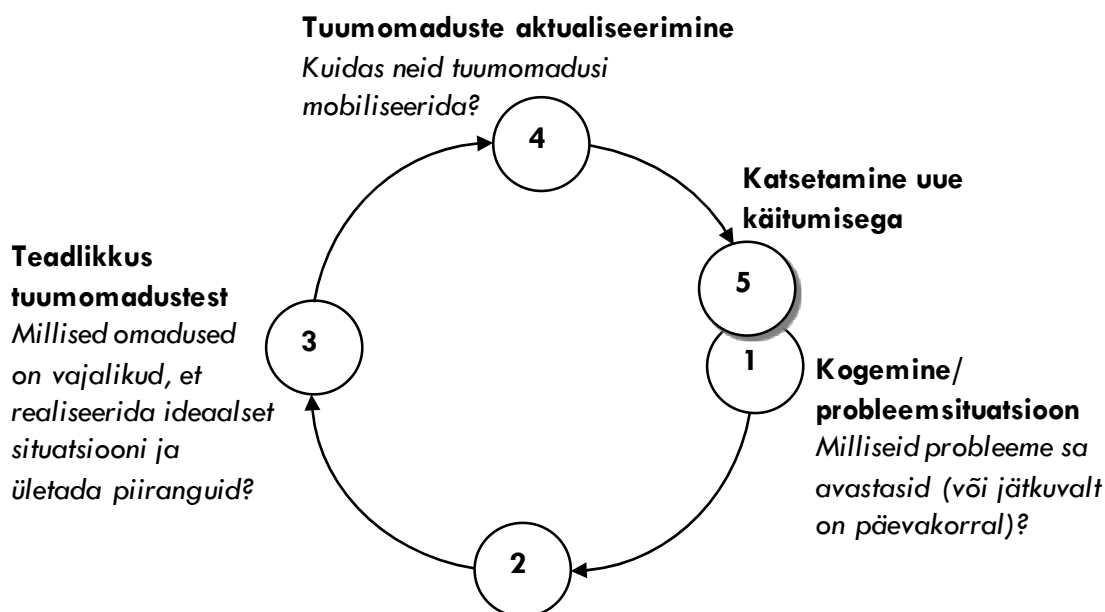 Tuumomaduste aktualiseerimine
Kuidas neid tuumomadusi
mobiliseerida?
4
Katsetamine uue
käitumisega
5
Teadlikkus
tuumomadustest
Millised omadused
on vajalikud, et
realiseerida ideaalset
situatsiooni ja
ületada piiranguid?
3
1
Kogemine/
probleemsituatsioon
Milliseid probleeme sa
avastasid (või jätkuvalt
on päevakorral)?
2